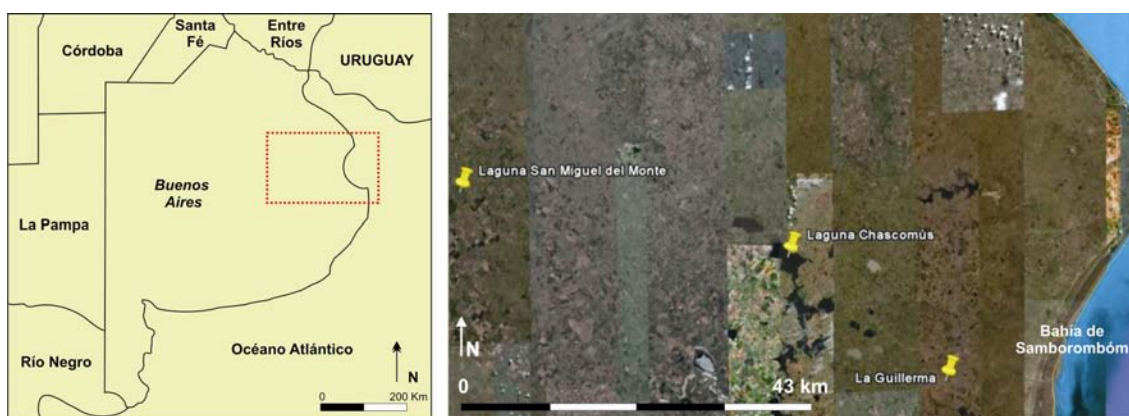 Córdoba
Santa
Fé
Entre
Ríos
URUGUAY
Buenos
Aires
La Pampa
Río Negro
Océano Atlántico
N
0
200 Km
Laguna San Miguel del Monte
Laguna Chascomús
La Guillerma
Bahía de
Samborombóm
N
0
43 km